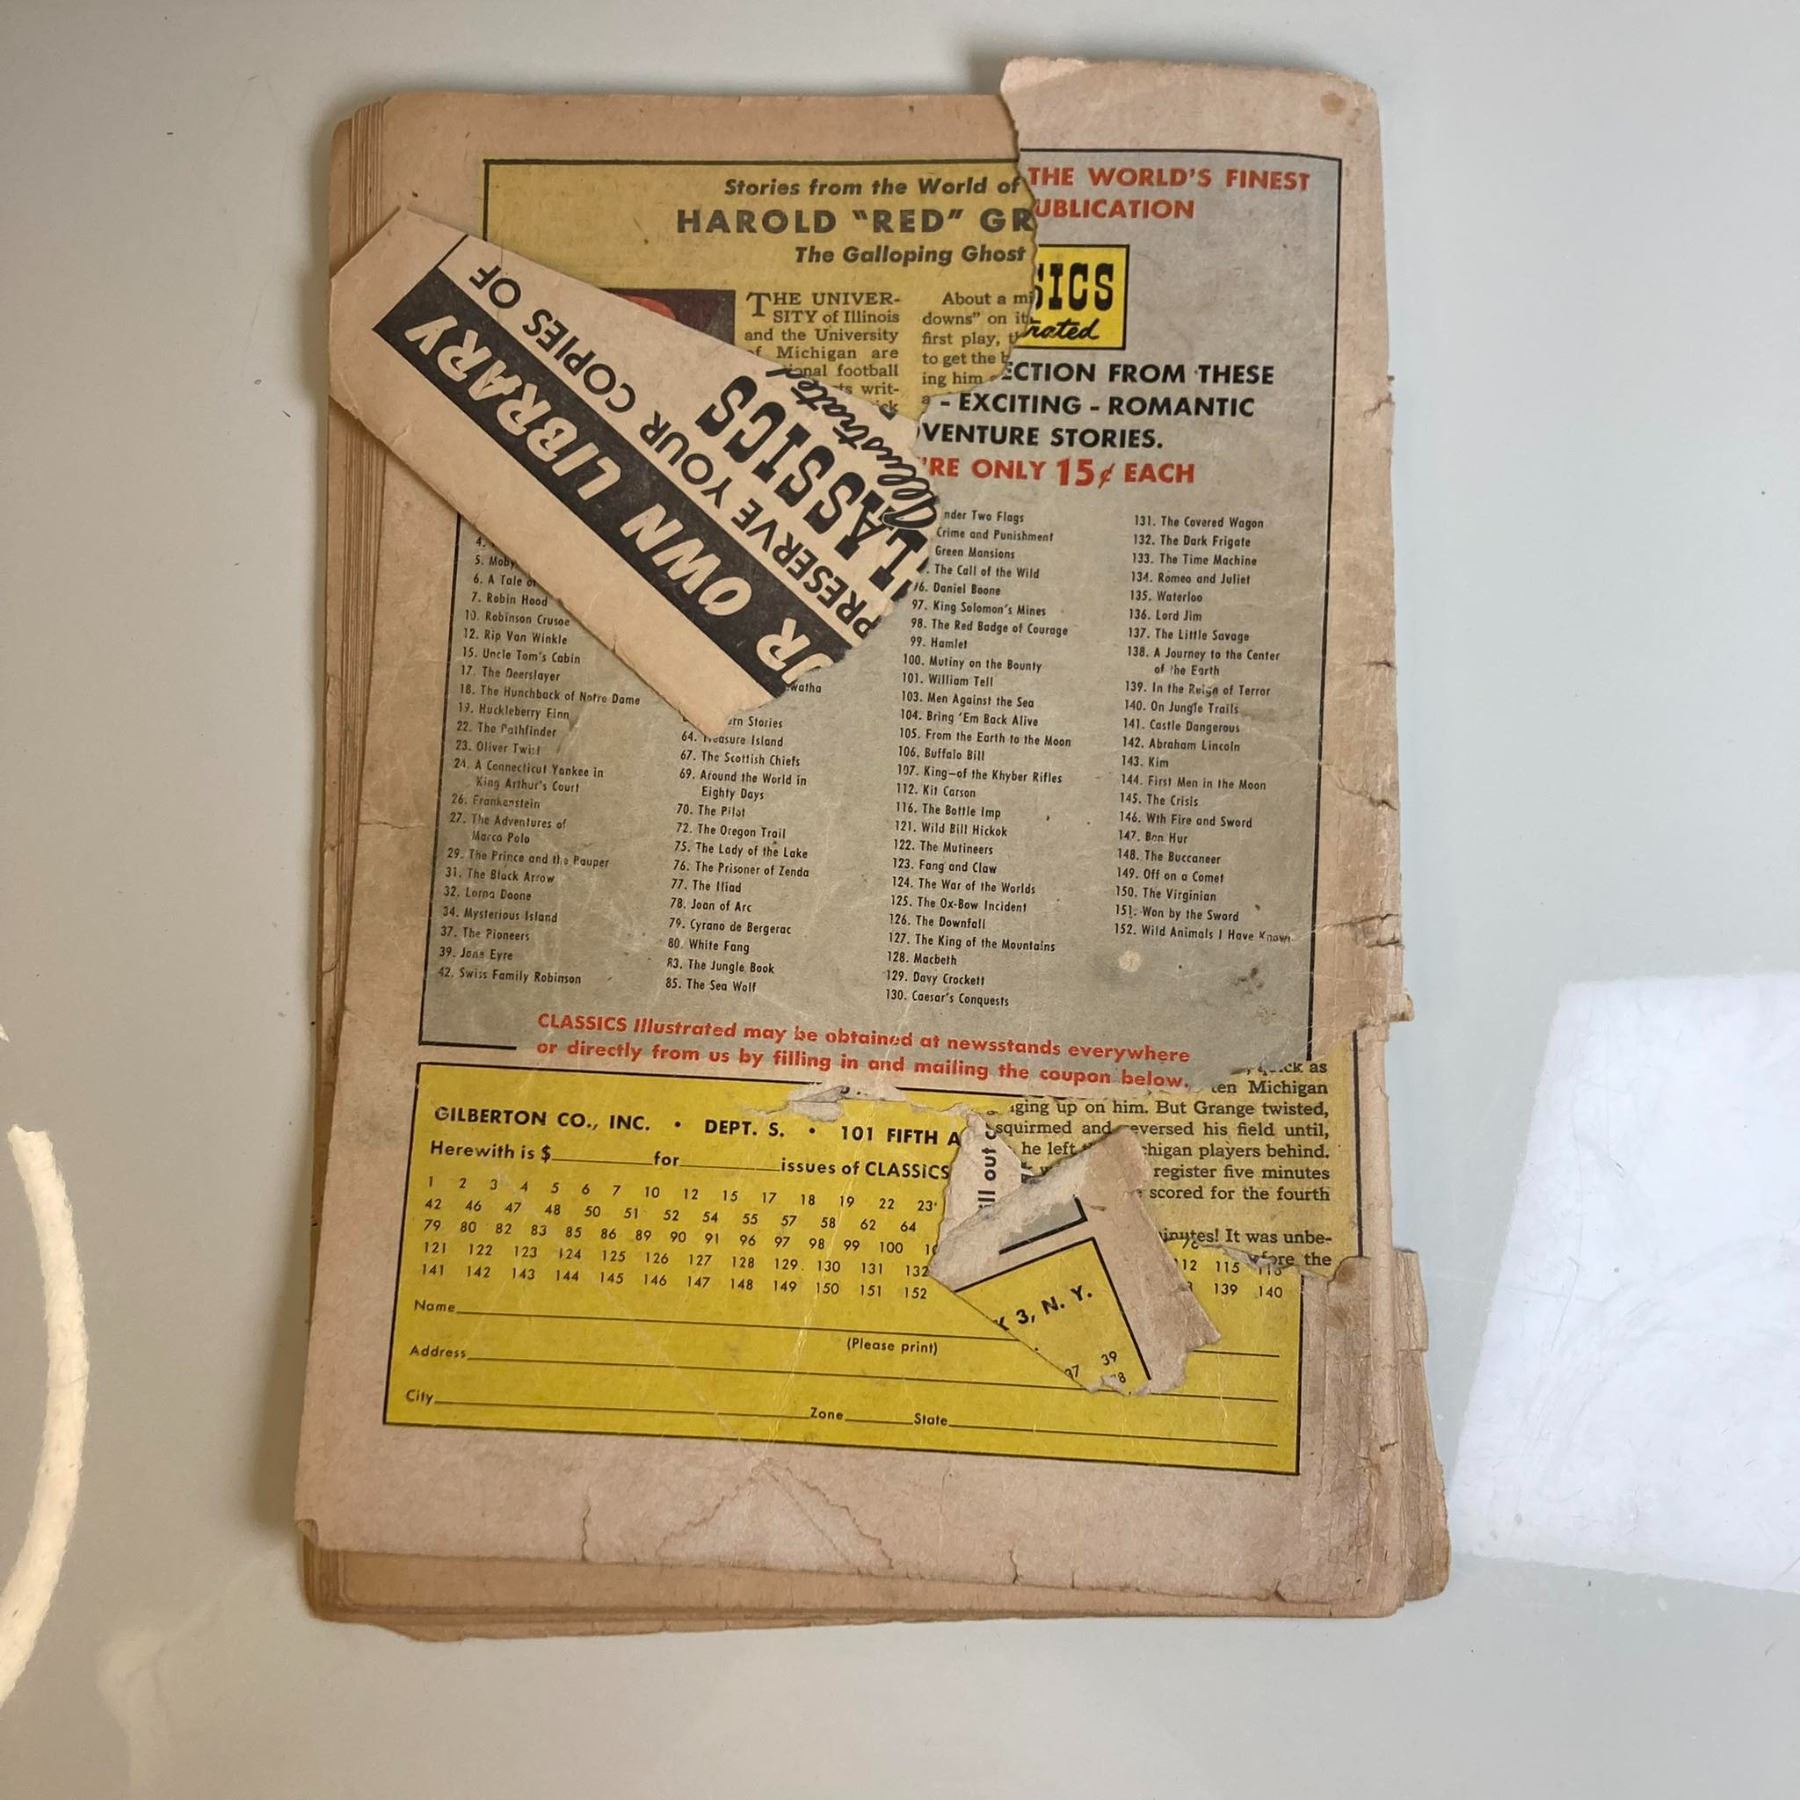 Stories from the World of
HAROLD "RED" GR
The Galloping Ghost
THE UNIVER-
SITY of Illinois
and the University
of Michigan are
football
writ-
About a
downs" on
first play,
to get the
ing him
THE WORLD'S FINEST
UBLICATION
SICS
rated
ECTION FROM THESE
- EXCITING - ROMANTIC
VENTURE STORIES.
'RE ONLY 15¢ EACH
UR OWN LIBRARY
PRESERVE YOUR COPIES OF
LASSICS
Illustrated
ASSICS
4.
5. Moby
6. A Tale
7. Robin Hood
10. Robinson Crusoe
12. Rip Van Winkle
15. Uncle Tom's Cabin
17. The Deerslayer
18. The Hunchback of Notre Dame
19. Huckleberry Finn
22. The Pathfinder
23. Oliver Twist
24. A Connecticut Yankee in
King Arthur's Court
26. Frankenstein
27. The Adventures of
Marco Polo
29. The Prince and the Pauper
31. The Black Arrow
32. Lorna Doone
34. Mysterious Island
37. The Pioneers
39. Jane Eyre
42. Swiss Family Robinson
watha
rn Stories
64. Treasure Island
67. The Scottish Chiefs
69. Around the World in
Eighty Days
70. The Pilot
72. The Oregon Trail
75. The Lady of the Lake
76. The Prisoner of Zenda
77. The Iliad
78. Joan of Arc
79. Cyrano de Bergerac
80. White Fang
83. The Jungle Book
85. The Sea Wolf
nder Two Flags
Crime and Punishment
Green Mansions
. The Call of the Wild
96. Daniel Boone
97. King Solomon's Mines
98. The Red Badge of Courage
99. Hamlet
100. Mutiny on the Bounty
101. William Tell
103. Men Against the Sea
104. Bring 'Em Back Alive
105. From the Earth to the Moon
106. Buffalo Bill
107. King—of the Khyber Rifles
112. Kit Carson
116. The Bottle Imp
121. Wild Bill Hickok
122. The Mutineers
123. Fang and Claw
124. The War of the Worlds
125. The Ox-Bow Incident
126. The Downfall
127. The King of the Mountains
128. Macbeth
129. Davy Crockett
130. Caesar's Conquests
131. The Covered Wagon
132. The Dark Frigate
133. The Time Machine
134. Romeo and Juliet
135. Waterloo
136. Lord Jim
137. The Little Savage
138. A Journey to the Center
of the Earth
139. In the Reign of Terror
140. On Jungle Trails
141. Castle Dangerous
142. Abraham Lincoln
143. Kim
144. First Men in the Moon
145. The Crisis
146. Wth Fire and Sword
147. Ben Hur
148. The Buccaneer
149. Off on a Comet
150. The Virginian
151. Won by the Sword
152. Wild Animals I Have Known
CLASSICS Illustrated may be obtained at newsstands everywhere
or directly from us by filling in and mailing the coupon below.
GILBERTON CO., INC. • DEPT. S. • 101 FIFTH A
Herewith is $ for issues of CLASSICS
1 2 3 4 5 6 7 10 12 15 17 18 19 22 23
42 46 47 48 50 51 52 54 55 57 58 62 64
79 80 82 83 85 86 89 90 91 96 97 98 99 100
121 122 123 124 125 126 127 128 129 130 131 132
141 142 143 144 145 146 147 148 149 150 151 152
Name
(Please print)
Address
City Zone State
ill out
3, N. Y.
39
quick as
ten Michigan
ging up on him. But Grange twisted,
squirmed and reversed his field until,
he left chigan players behind.
register five minutes
scored for the fourth
inutes! It was unbe-
the
12 115
139 140